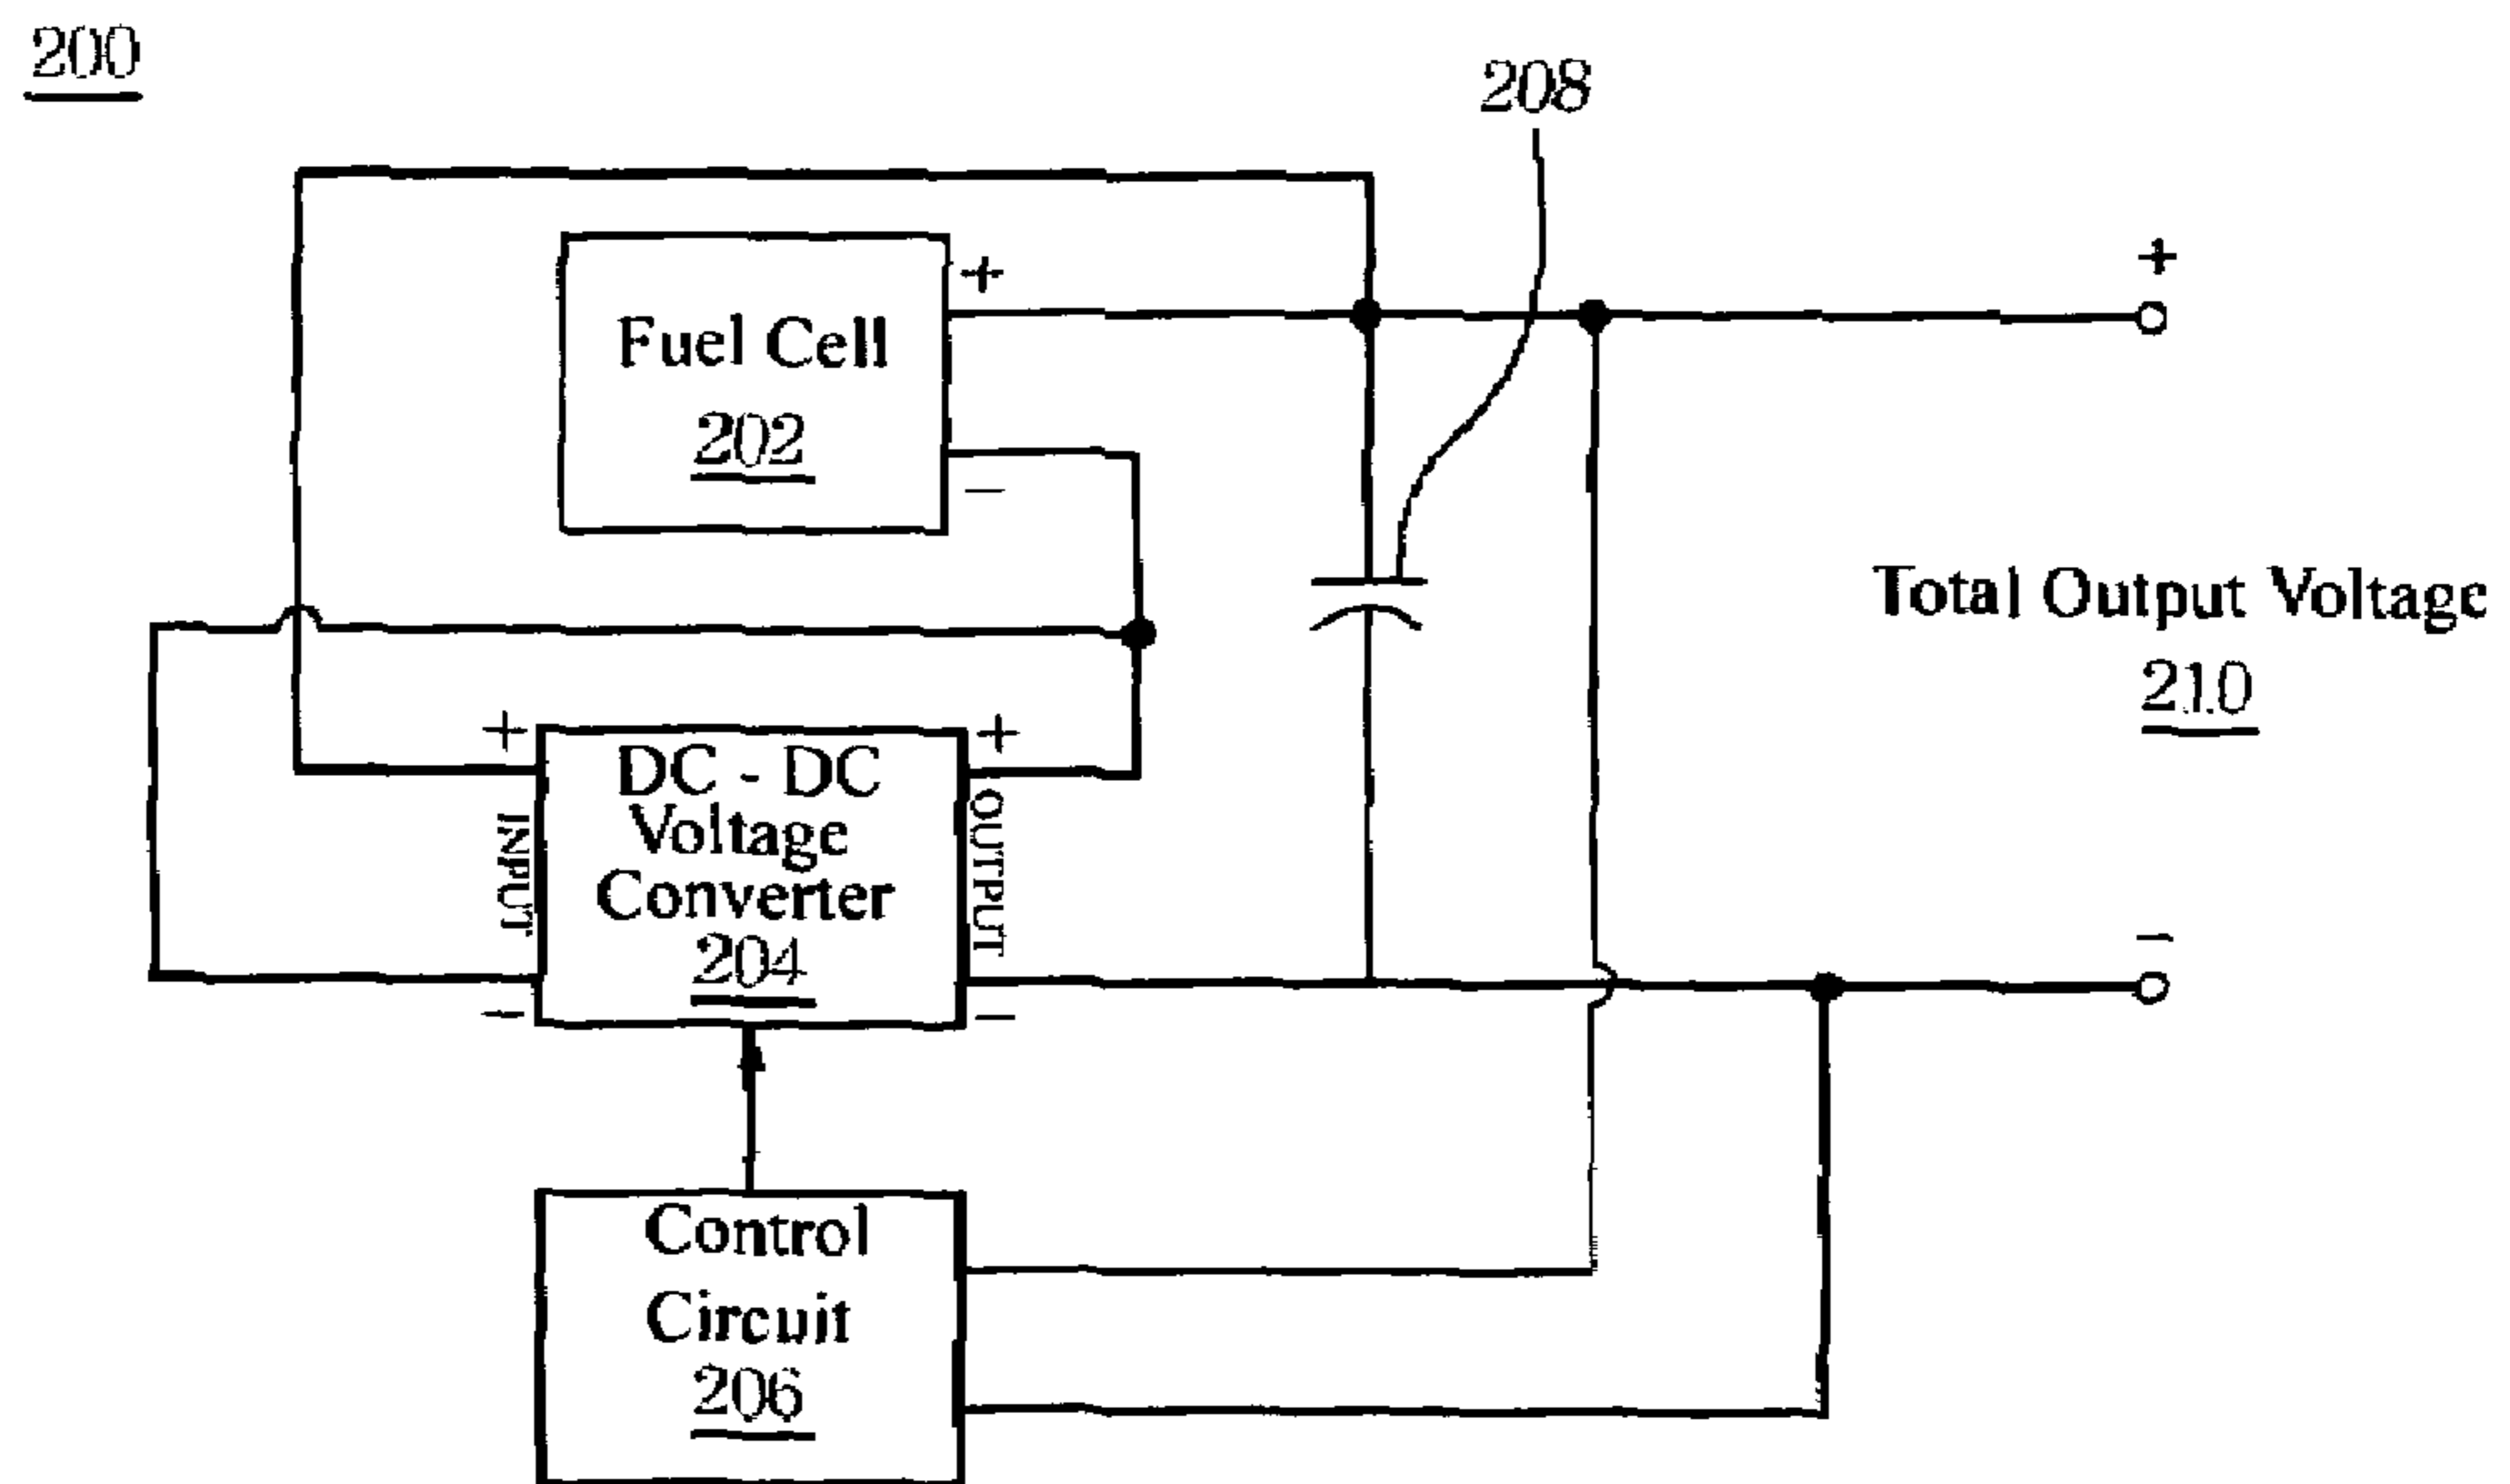 200
208
+
+
Fuel Cell
202
–
Total Output Voltage
210
+
+
DC - DC
Voltage
Converter
204
INPUT
OUTPUT
–
–
–
Control
Circuit
206